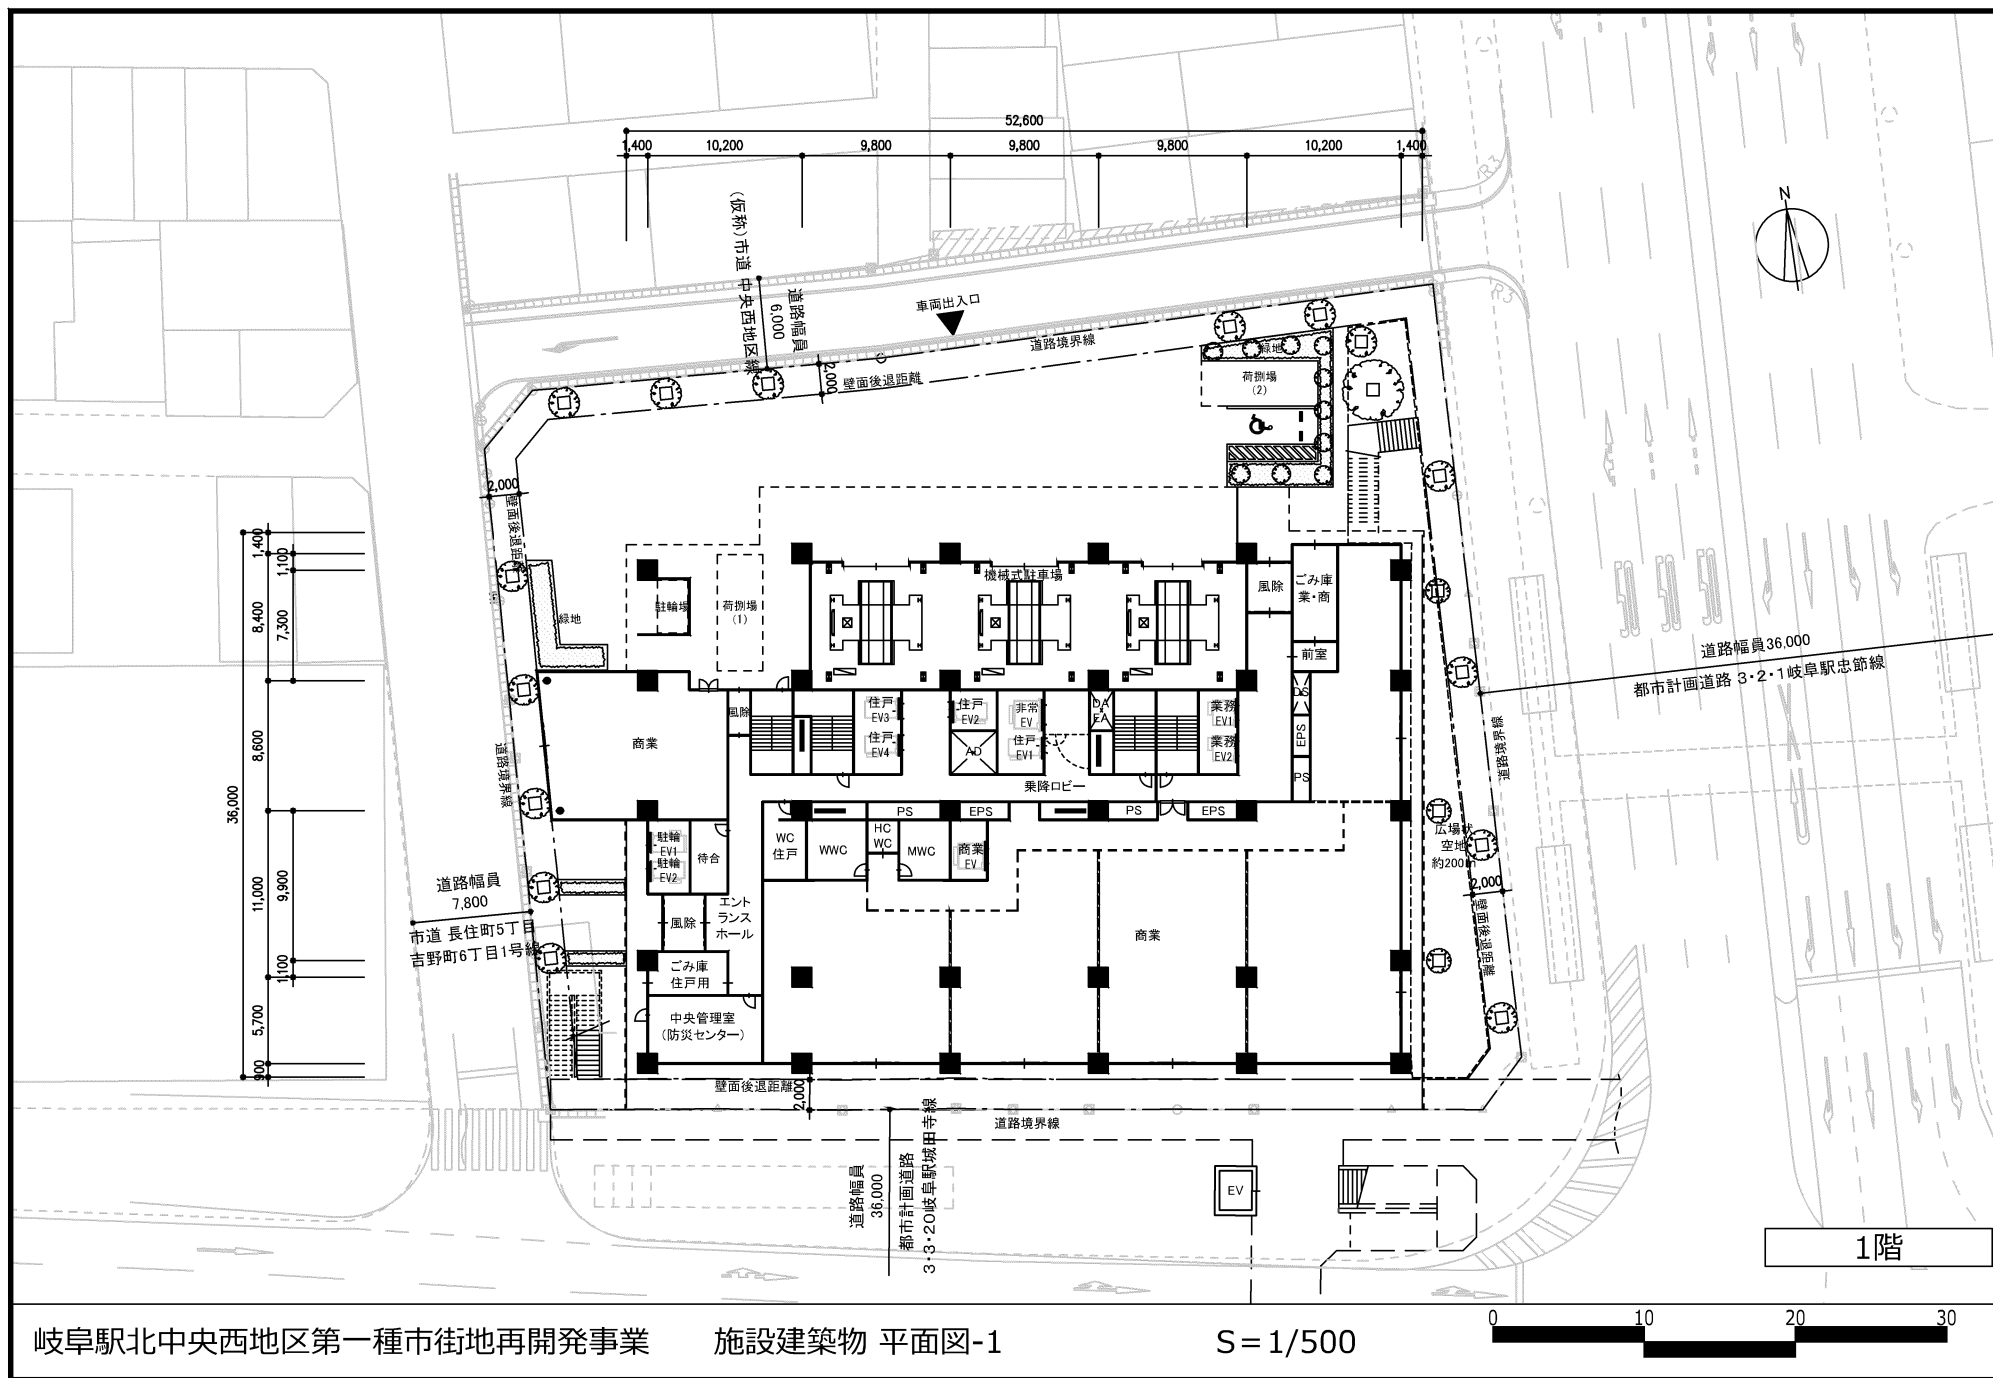 52,600
1,400
10,200
9,800
9,800
9,800
10,200
1,400
R3
N
(仮称)市道 中央西地区線
道路幅員
6,000
車両出入口
R3
道路境界線
2,000
壁面後退距離
緑地
荷捌場
(2)
2,000
壁面後退距離
36,000
1,400
1,100
8,400
7,300
8,600
11,000
9,900
1,100
5,700
900
緑地
駐輪場
荷捌場
(1)
機械式駐車場
風除
ごみ庫
業・商
前室
道路幅員36,000
都市計画道路 3・2・1岐阜駅忠節線
商業
風除
住戸
EV3
住戸
EV4
住戸
EV2
AD
非常
EV
住戸
EV1
DA
EA
業務
EV1
業務
EV2
DS
EPS
PS
道路境界線
道路境界線
乗降ロビー
PS
EPS
PS
EPS
駐輪
EV1
駐輪
EV2
待合
WC
住戸
WWC
HC
WC
MWC
商業
EV
広場状
空地
約200㎡
2,000
壁面後退距離
道路幅員
7,800
市道 長住町5丁目
吉野町6丁目1号線
風除
エント
ランス
ホール
商業
ごみ庫
住戸用
中央管理室
(防災センター)
壁面後退距離
2,000
道路境界線
道路幅員
36,000
都市計画道路
3・3・20岐阜駅城田寺線
EV
1階
岐阜駅北中央西地区第一種市街地再開発事業 施設建築物 平面図-1 S=1/500
0 10 20 30